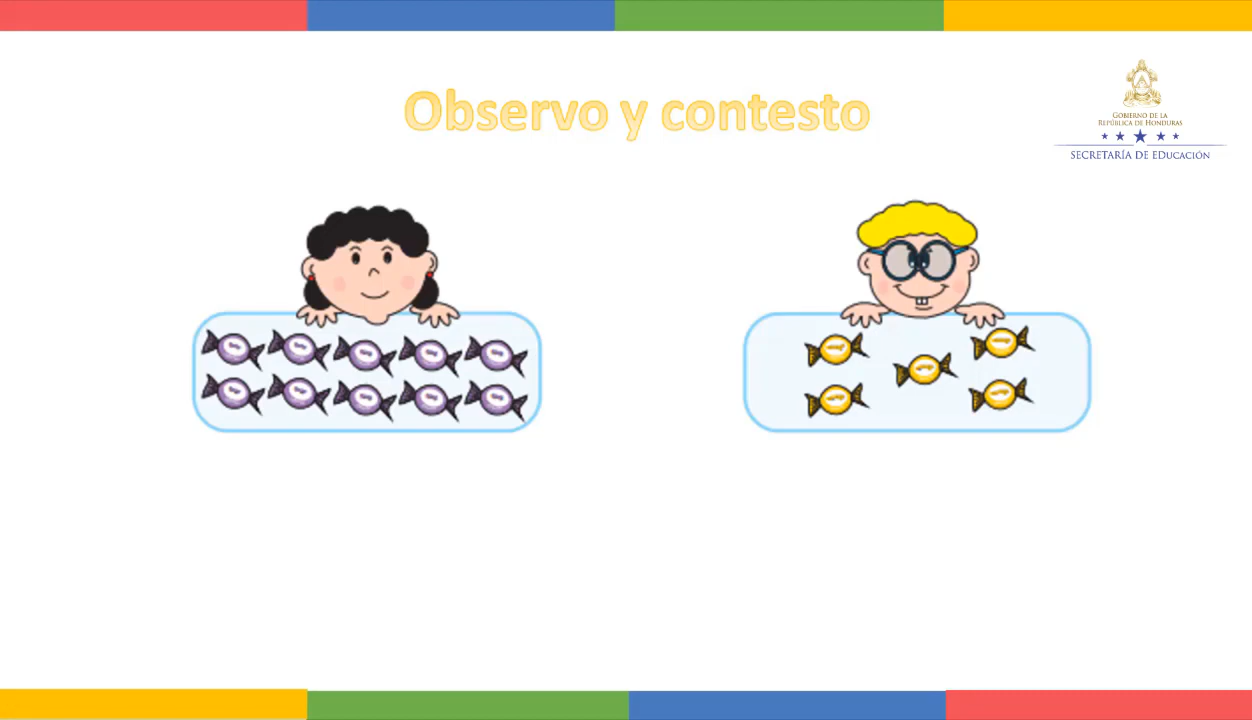 Observo y contesto
GOBIERNO DE LA
REPÚBLICA DE HONDURAS
SECRETARÍA DE EDUCACIÓN